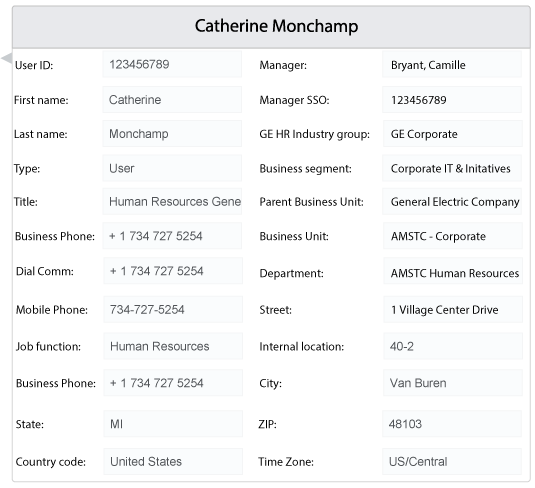 Catherine Monchamp
User ID: 123456789 Manager: Bryant, Camille
First name: Catherine Manager SSO: 123456789
Last name: Monchamp GE HR Industry group: GE Corporate
Type: User Business segment: Corporate IT & Initatives
Title: Human Resources Gene Parent Business Unit: General Electric Company
Business Phone: + 1 734 727 5254 Business Unit: AMSTC - Corporate
Dial Comm: + 1 734 727 5254 Department: AMSTC Human Resources
Mobile Phone: 734-727-5254 Street: 1 Village Center Drive
Job function: Human Resources Internal location: 40-2
Business Phone: + 1 734 727 5254 City: Van Buren
State: MI ZIP: 48103
Country code: United States Time Zone: US/Central